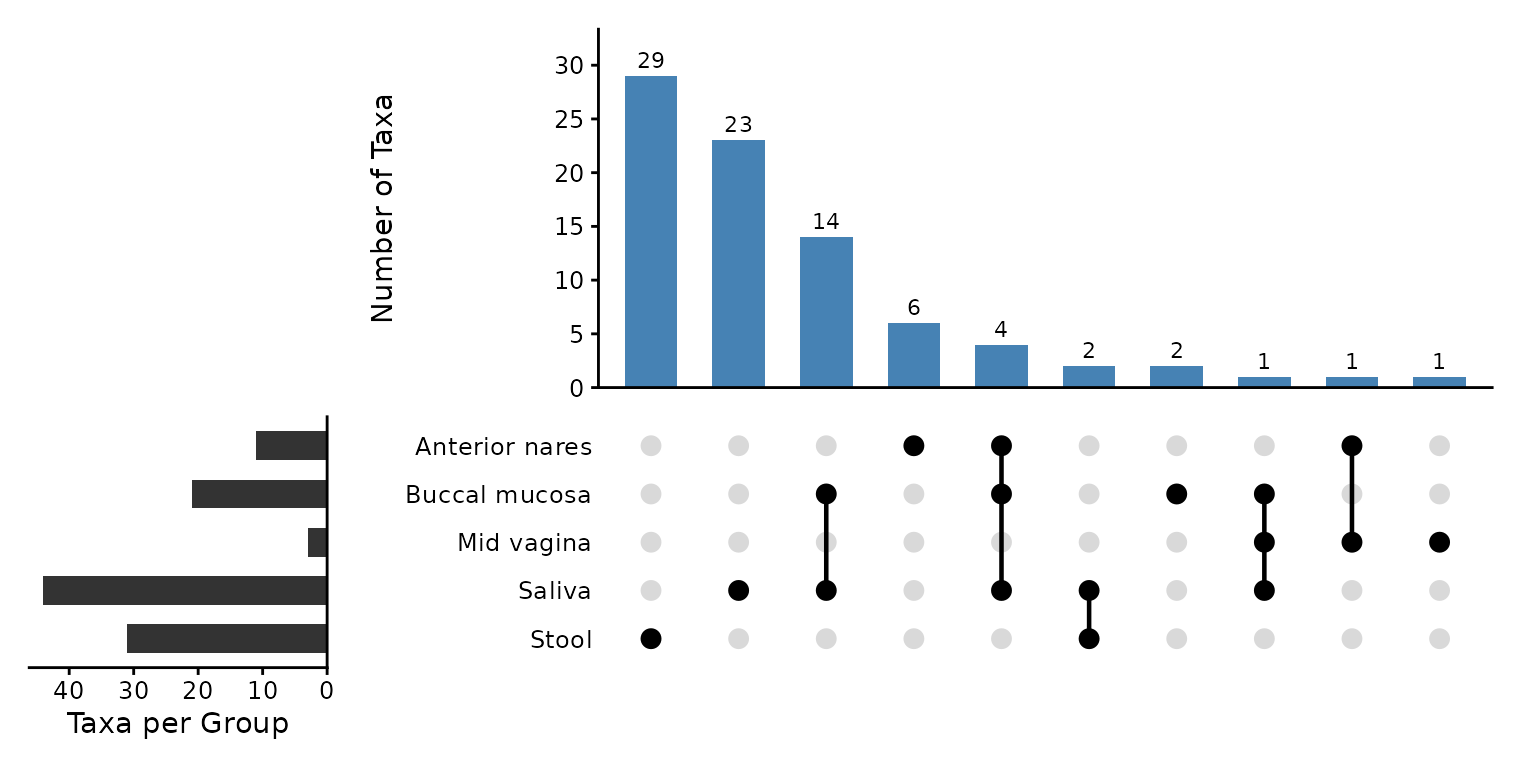 Number of Taxa
30
25
20
15
10
5
0
29
23
14
6
4
2
2
1
1
1
Anterior nares
Buccal mucosa
Mid vagina
Saliva
Stool
40 30 20 10 0
Taxa per Group